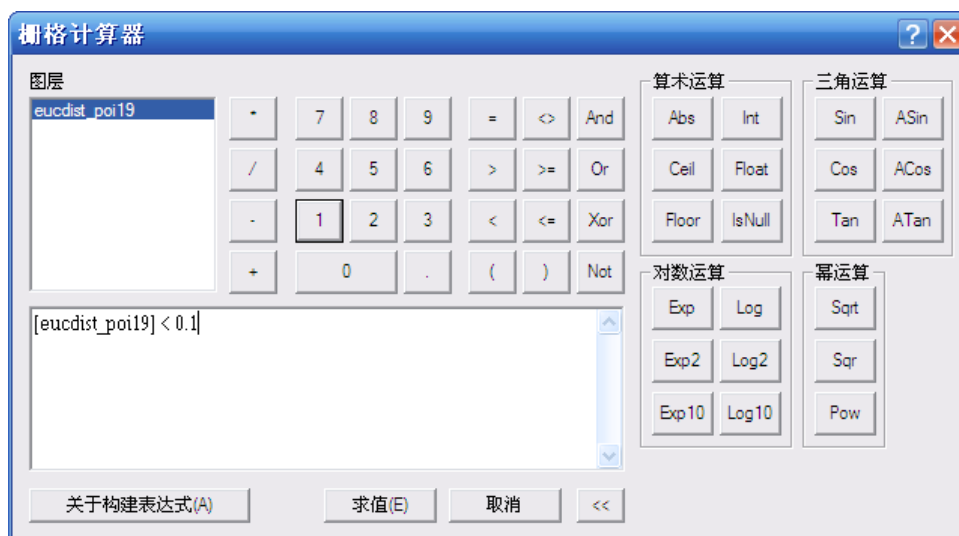 栅格计算器
图层
eucdist_poi19
* 7 8 9 = <> And
/ 4 5 6 > >= Or
- 1 2 3 < <= Xor
+ 0 . ( ) Not
[eucdist_poi19] < 0.1
关于构建表达式(A) 求值(E) 取消 <<
算术运算
Abs Int
Ceil Float
Floor IsNull
三角运算
Sin ASin
Cos ACos
Tan ATan
对数运算
Exp Log
Exp2 Log2
Exp10 Log10
幂运算
Sqrt
Sqr
Pow